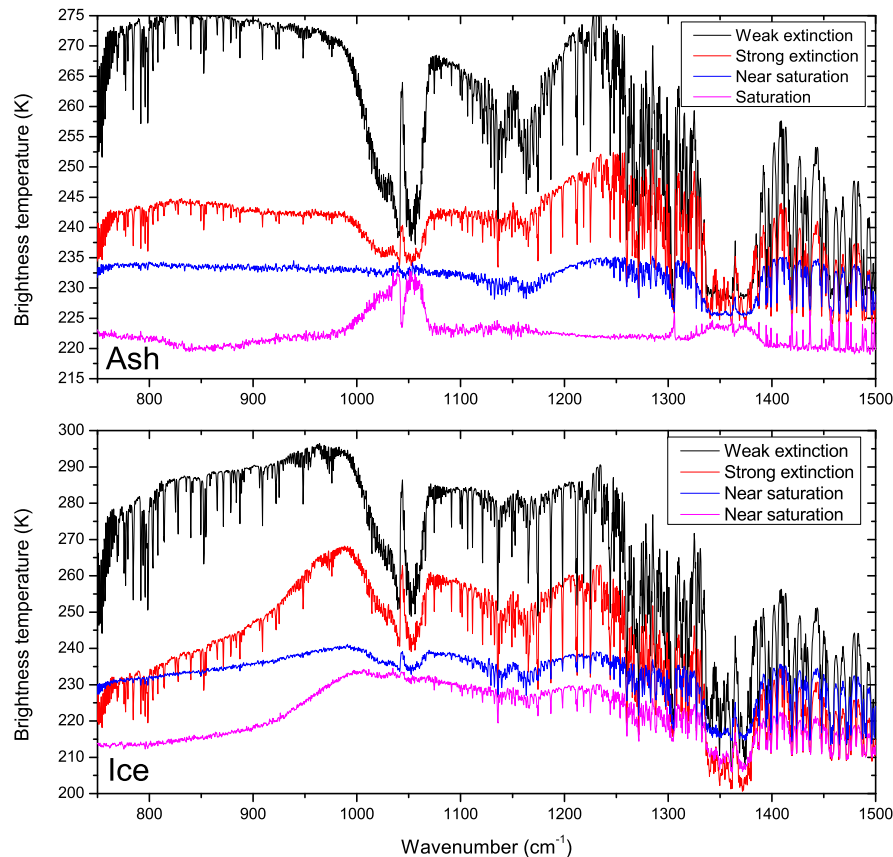 275
270
265
260
255
250
245
240
235
230
225
220
215
Brightness temperature (K)
Weak extinction
Strong extinction
Near saturation
Saturation
Ash
800 900 1000 1100 1200 1300 1400 1500
300
290
280
270
260
250
240
230
220
210
200
Brightness temperature (K)
Weak extinction
Strong extinction
Near saturation
Near saturation
Ice
800 900 1000 1100 1200 1300 1400 1500
Wavenumber (cm⁻¹)